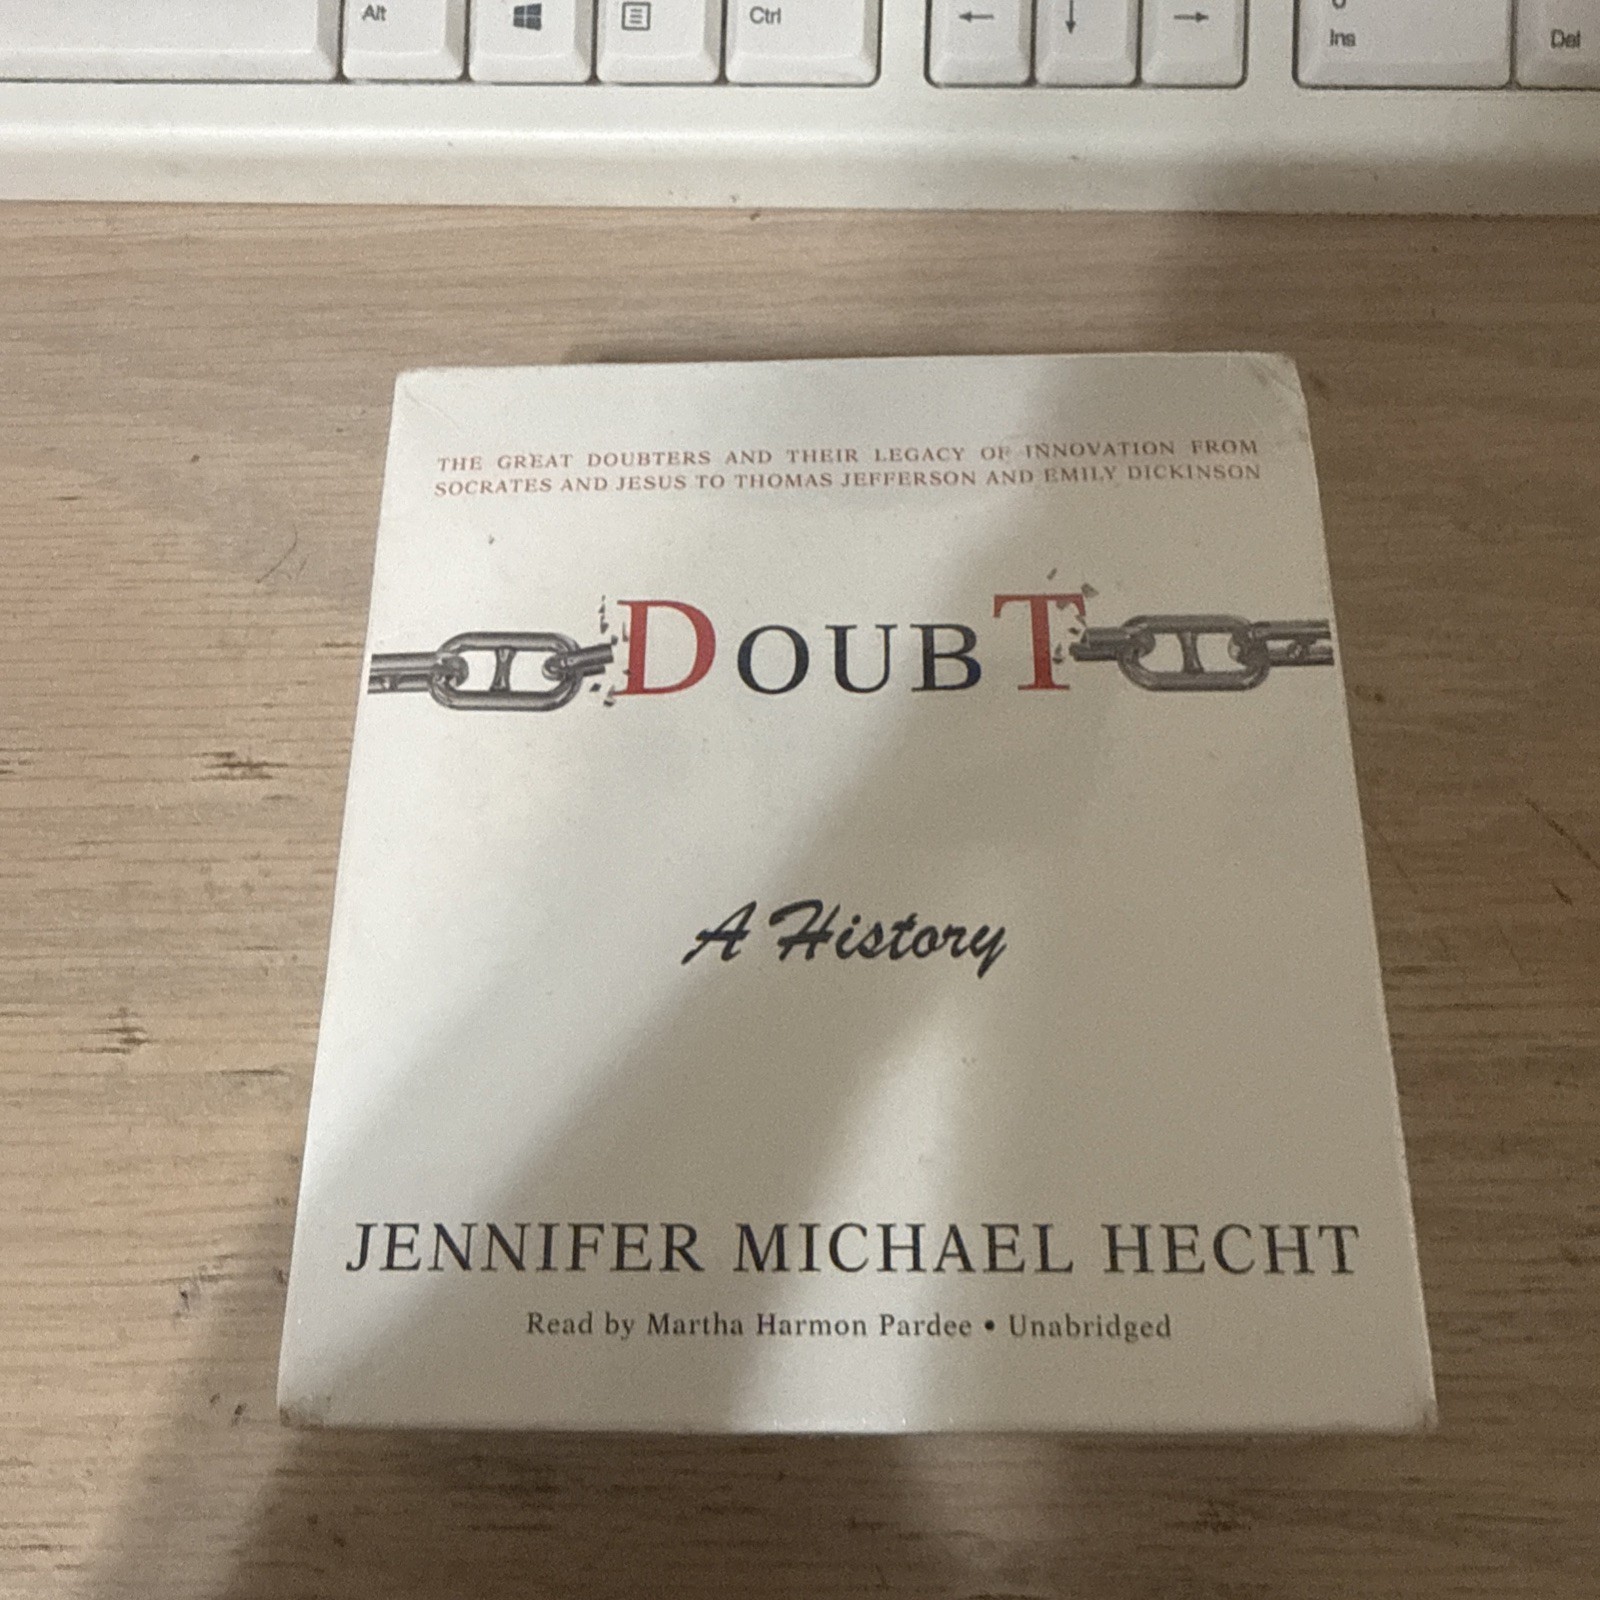 Alt Ctrl Ins Del
THE GREAT DOUBTERS AND THEIR LEGACY OF INNOVATION FROM
SOCRATES AND JESUS TO THOMAS JEFFERSON AND EMILY DICKINSON
DOUBT
A History
JENNIFER MICHAEL HECHT
Read by Martha Harmon Pardee • Unabridged